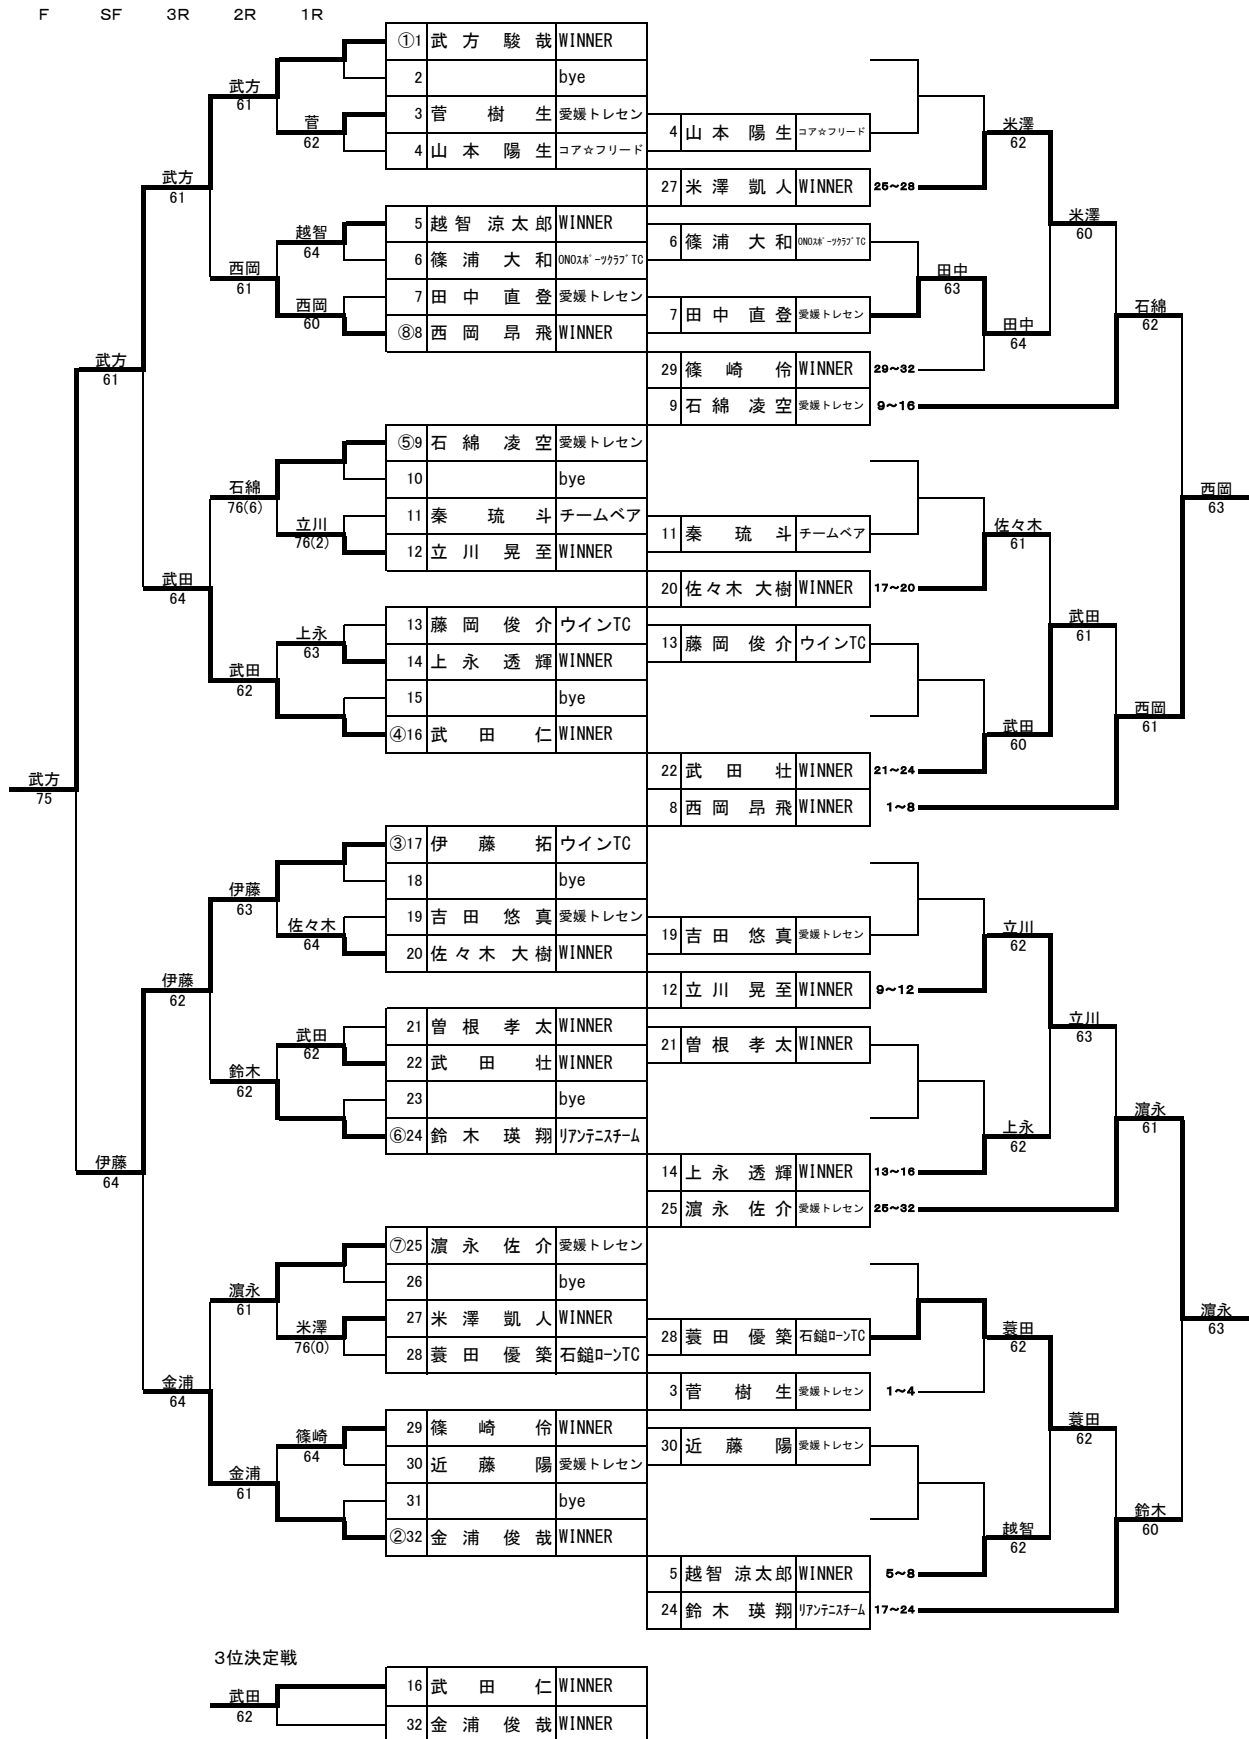 F SF 3R 2R 1R
①1 武方 駿哉 WINNER
2 bye
武方
61
3 菅 樹生 愛媛トレセン
菅
62
4 山本 陽生 コア☆フリード
4 山本 陽生 コア☆フリード
米澤
62
武方
61
27 米澤 凱人 WINNER 25~28
5 越智 涼太郎 WINNER
米澤
60
越智
64
6 篠浦 大和 ONOスポーツクラブTC
6 篠浦 大和 ONOスポーツクラブTC
西岡
61
田中
63
7 田中 直登 愛媛トレセン
7 田中 直登 愛媛トレセン
西岡
60
⑧8 西岡 昂飛 WINNER
石綿
62
田中
64
武方
61
29 篠崎 伶 WINNER 29~32
9 石綿 凌空 愛媛トレセン 9~16
⑤9 石綿 凌空 愛媛トレセン
10 bye
石綿
76(6)
西岡
63
11 秦 琉斗 チームベア
立川
76(2)
11 秦 琉斗 チームベア
佐々木
61
12 立川 晃至 WINNER
武田
64
20 佐々木 大樹 WINNER 17~20
13 藤岡 俊介 ウインTC
武田
61
上永
63
13 藤岡 俊介 ウインTC
14 上永 透輝 WINNER
武田
62
15 bye
西岡
61
④16 武田 仁 WINNER
武田
60
22 武田 壮 WINNER 21~24
武方
75
8 西岡 昂飛 WINNER 1~8
③17 伊藤 拓 ウインTC
18 bye
伊藤
63
19 吉田 悠真 愛媛トレセン
佐々木
64
19 吉田 悠真 愛媛トレセン
立川
62
20 佐々木 大樹 WINNER
伊藤
62
12 立川 晃至 WINNER 9~12
21 曽根 孝太 WINNER
立川
63
武田
62
21 曽根 孝太 WINNER
22 武田 壮 WINNER
鈴木
62
23 bye
濵永
61
⑥24 鈴木 瑛翔 リアンテニスチーム
上永
62
伊藤
64
14 上永 透輝 WINNER 13~16
25 濵永 佐介 愛媛トレセン 25~32
⑦25 濵永 佐介 愛媛トレセン
26 bye
濵永
61
27 米澤 凱人 WINNER
濵永
63
米澤
76(0)
28 蓑田 優築 石鎚ローンTC
蓑田
62
28 蓑田 優築 石鎚ローンTC
金浦
64
3 菅 樹生 愛媛トレセン 1~4
29 篠崎 伶 WINNER
蓑田
62
篠崎
64
30 近藤 陽 愛媛トレセン
30 近藤 陽 愛媛トレセン
金浦
61
31 bye
鈴木
60
②32 金浦 俊哉 WINNER
越智
62
5 越智 涼太郎 WINNER 5~8
24 鈴木 瑛翔 リアンテニスチーム 17~24
3位決定戦
16 武田 仁 WINNER
武田
62
32 金浦 俊哉 WINNER